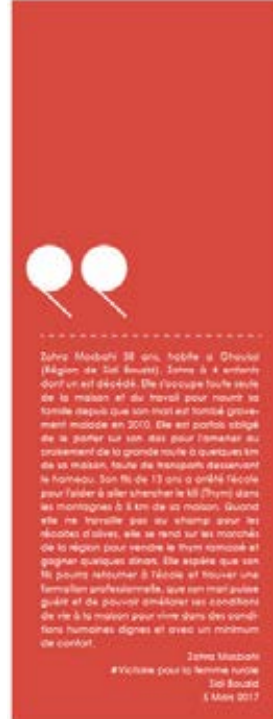 Zohra Mosbahi 38 ans, habite a Ghouisi
(Région de Sidi Bouzid). Zohra à 4 enfants
dont un est décédé. Elle s'occupe toute seule
de la maison et du travail pour nourrir sa
famille depuis que son mari est tombé grave-
ment malade en 2010. Elle est parfois obligé
de le porter sur son dos pour l'amener au
croisement de la grande route à quelques km
de sa maison, faute de transports desservant
le hameau. Son fils de 13 ans a arrêté l'école
pour l'aider à aller chercher le klil (Thym) dans
les montagnes à 5 km de sa maison. Quand
elle ne travaille pas au champ pour les
récoltes d'olives, elle se rend sur les marchés
de la région pour vendre le thym ramassé et
gagner quelques dinars. Elle espère que son
fils pourra retourner à l'école et trouver une
formation professionnelle, que son mari puisse
guérir et de pouvoir améliorer ses conditions
de vie à la maison pour vivre dans des condi-
tions humaines dignes et avec un minimum
de confort.
Zohra Mosbahi
#Victoire pour la femme rurale
Sidi Bouzid
5 Mars 2017